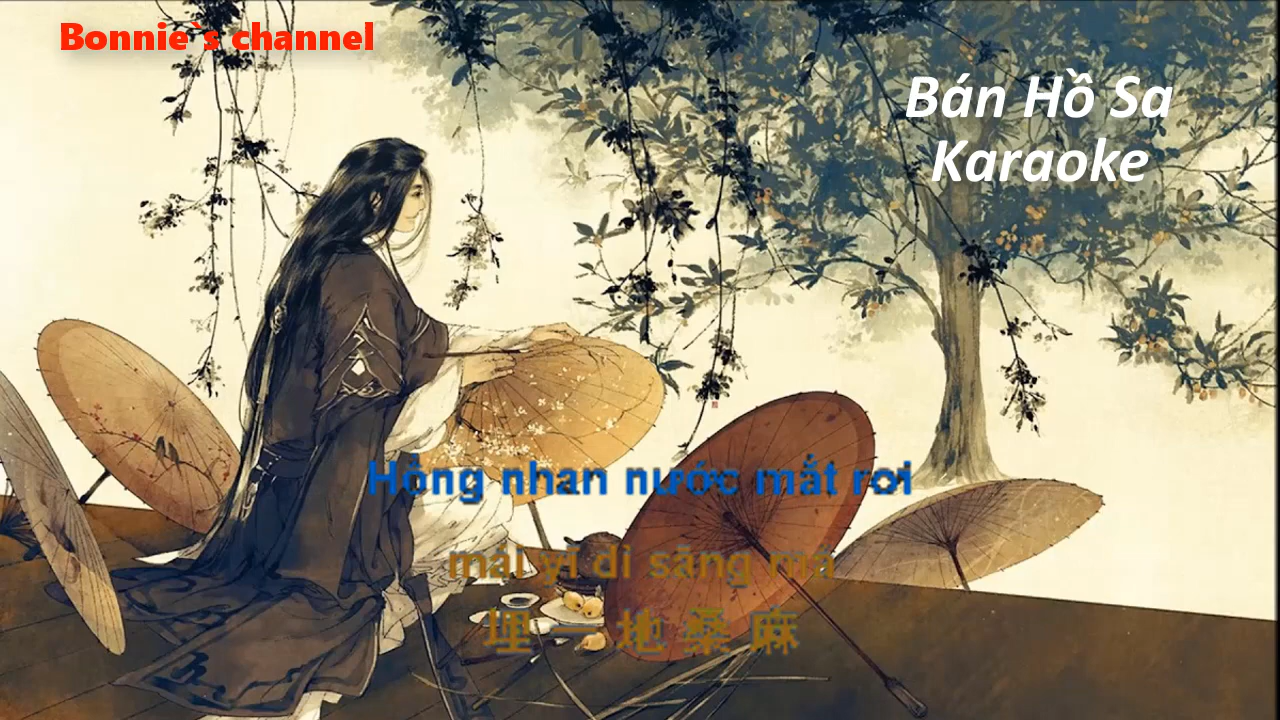 Bonnie`s channel
Bán Hồ Sa
Karaoke
Hồng nhan nước mắt rơi
mái yī dì sāng má
埋一地桑麻